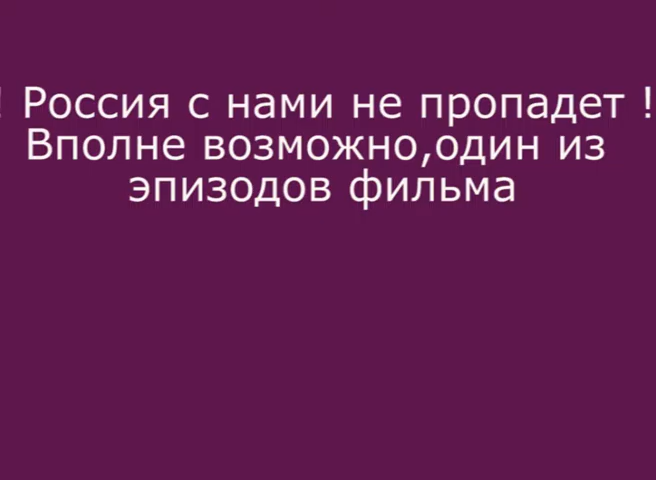 ! Россия с нами не пропадет !
Вполне возможно,один из
эпизодов фильма